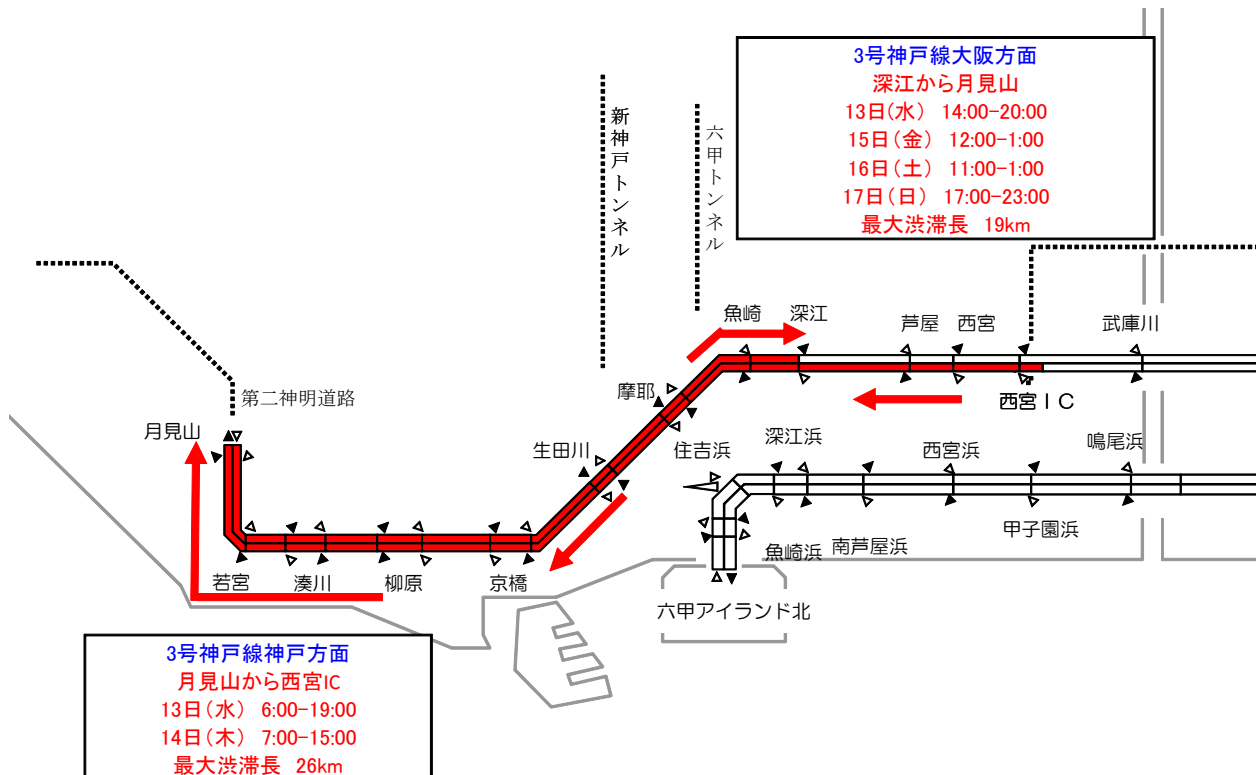 3号神戸線大阪方面
深江から月見山
13日(水) 14:00-20:00
15日(金) 12:00-1:00
16日(土) 11:00-1:00
17日(日) 17:00-23:00
最大渋滞長 19km
新神戸トンネル
六甲トンネル
魚崎
深江
芦屋
西宮
武庫川
西宮IC
摩耶
第二神明道路
月見山
生田川
住吉浜
深江浜
西宮浜
鳴尾浜
甲子園浜
南芦屋浜
魚崎浜
若宮
湊川
柳原
京橋
六甲アイランド北
3号神戸線神戸方面
月見山から西宮IC
13日(水) 6:00-19:00
14日(木) 7:00-15:00
最大渋滞長 26km